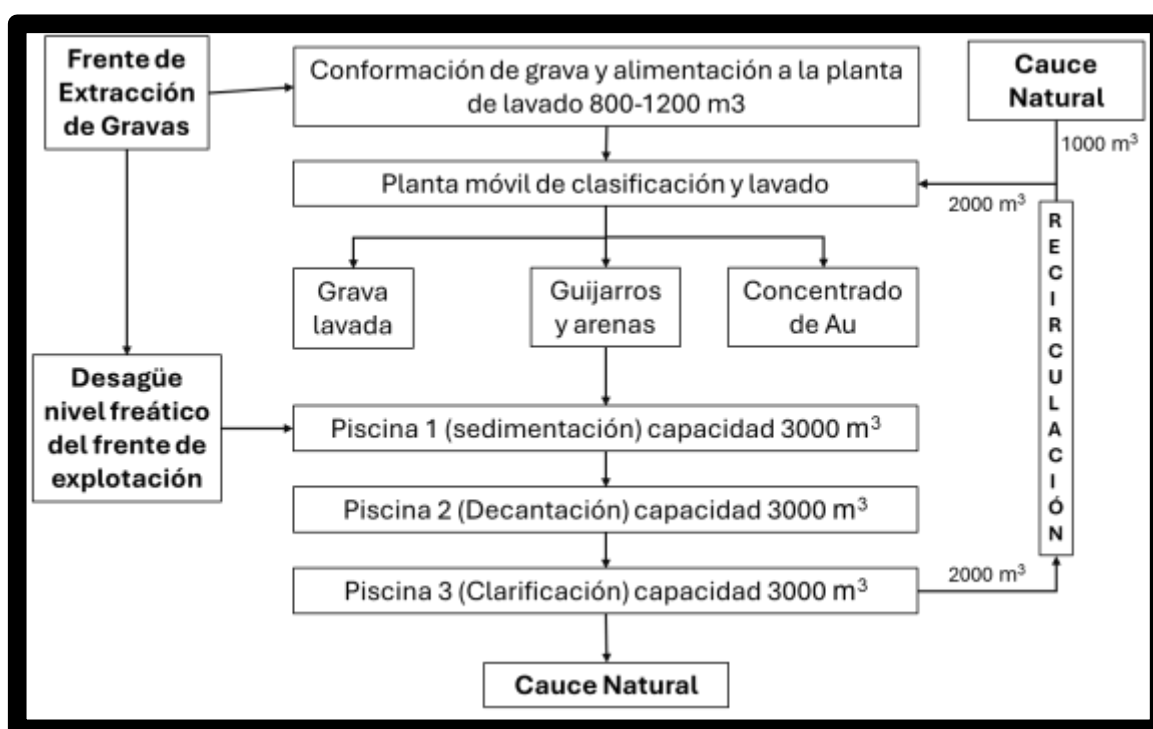 Frente de
Extracción
de Gravas
Conformación de grava y alimentación a la planta
de lavado 800-1200 m3
Cauce
Natural
1000 m³
Planta móvil de clasificación y lavado
2000 m³
RECIRCULACIÓN
Grava
lavada
Guijarros
y arenas
Concentrado
de Au
Desagüe
nivel freático
del frente de
explotación
Piscina 1 (sedimentación) capacidad 3000 m³
Piscina 2 (Decantación) capacidad 3000 m³
Piscina 3 (Clarificación) capacidad 3000 m³
2000 m³
Cauce Natural